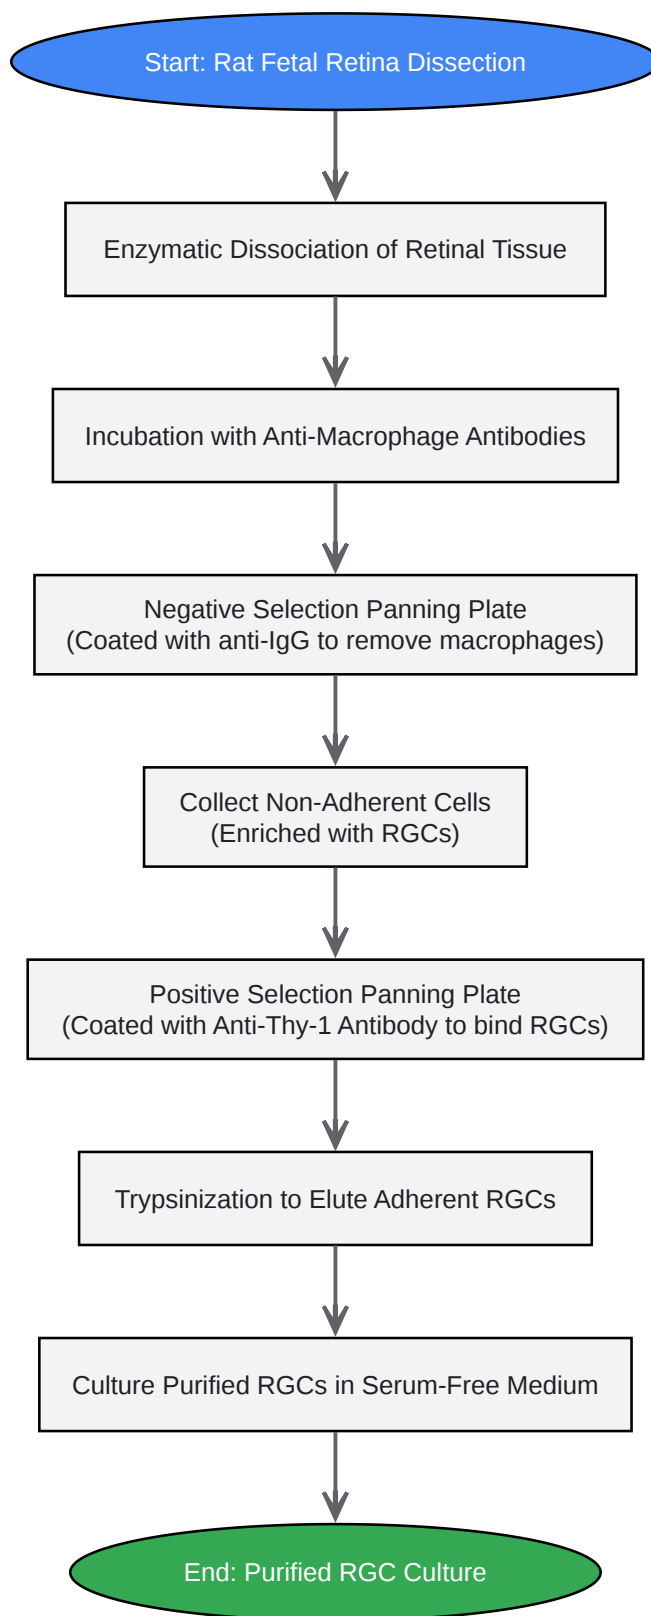 Start: Rat Fetal Retina Dissection
Enzymatic Dissociation of Retinal Tissue
Incubation with Anti-Macrophage Antibodies
Negative Selection Panning Plate
(Coated with anti-IgG to remove macrophages)
Collect Non-Adherent Cells
(Enriched with RGCs)
Positive Selection Panning Plate
(Coated with Anti-Thy-1 Antibody to bind RGCs)
Trypsinization to Elute Adherent RGCs
Culture Purified RGCs in Serum-Free Medium
End: Purified RGC Culture